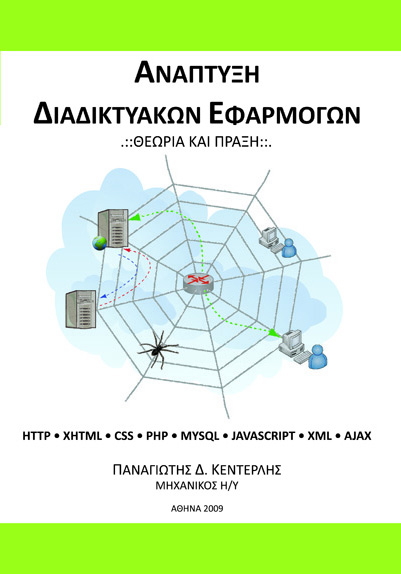 ΑΝΑΠΤΥΞΗ
ΔΙΑΔΙΚΤΥΑΚΩΝ ΕΦΑΡΜΟΓΩΝ
.::ΘΕΩΡΙΑ ΚΑΙ ΠΡΑΞΗ::.
HTTP • XHTML • CSS • PHP • MYSQL • JAVASCRIPT • XML • AJAX
ΠΑΝΑΓΙΩΤΗΣ Δ. ΚΕΝΤΕΡΛΗΣ
ΜΗΧΑΝΙΚΟΣ Η/Υ
ΑΘΗΝΑ 2009